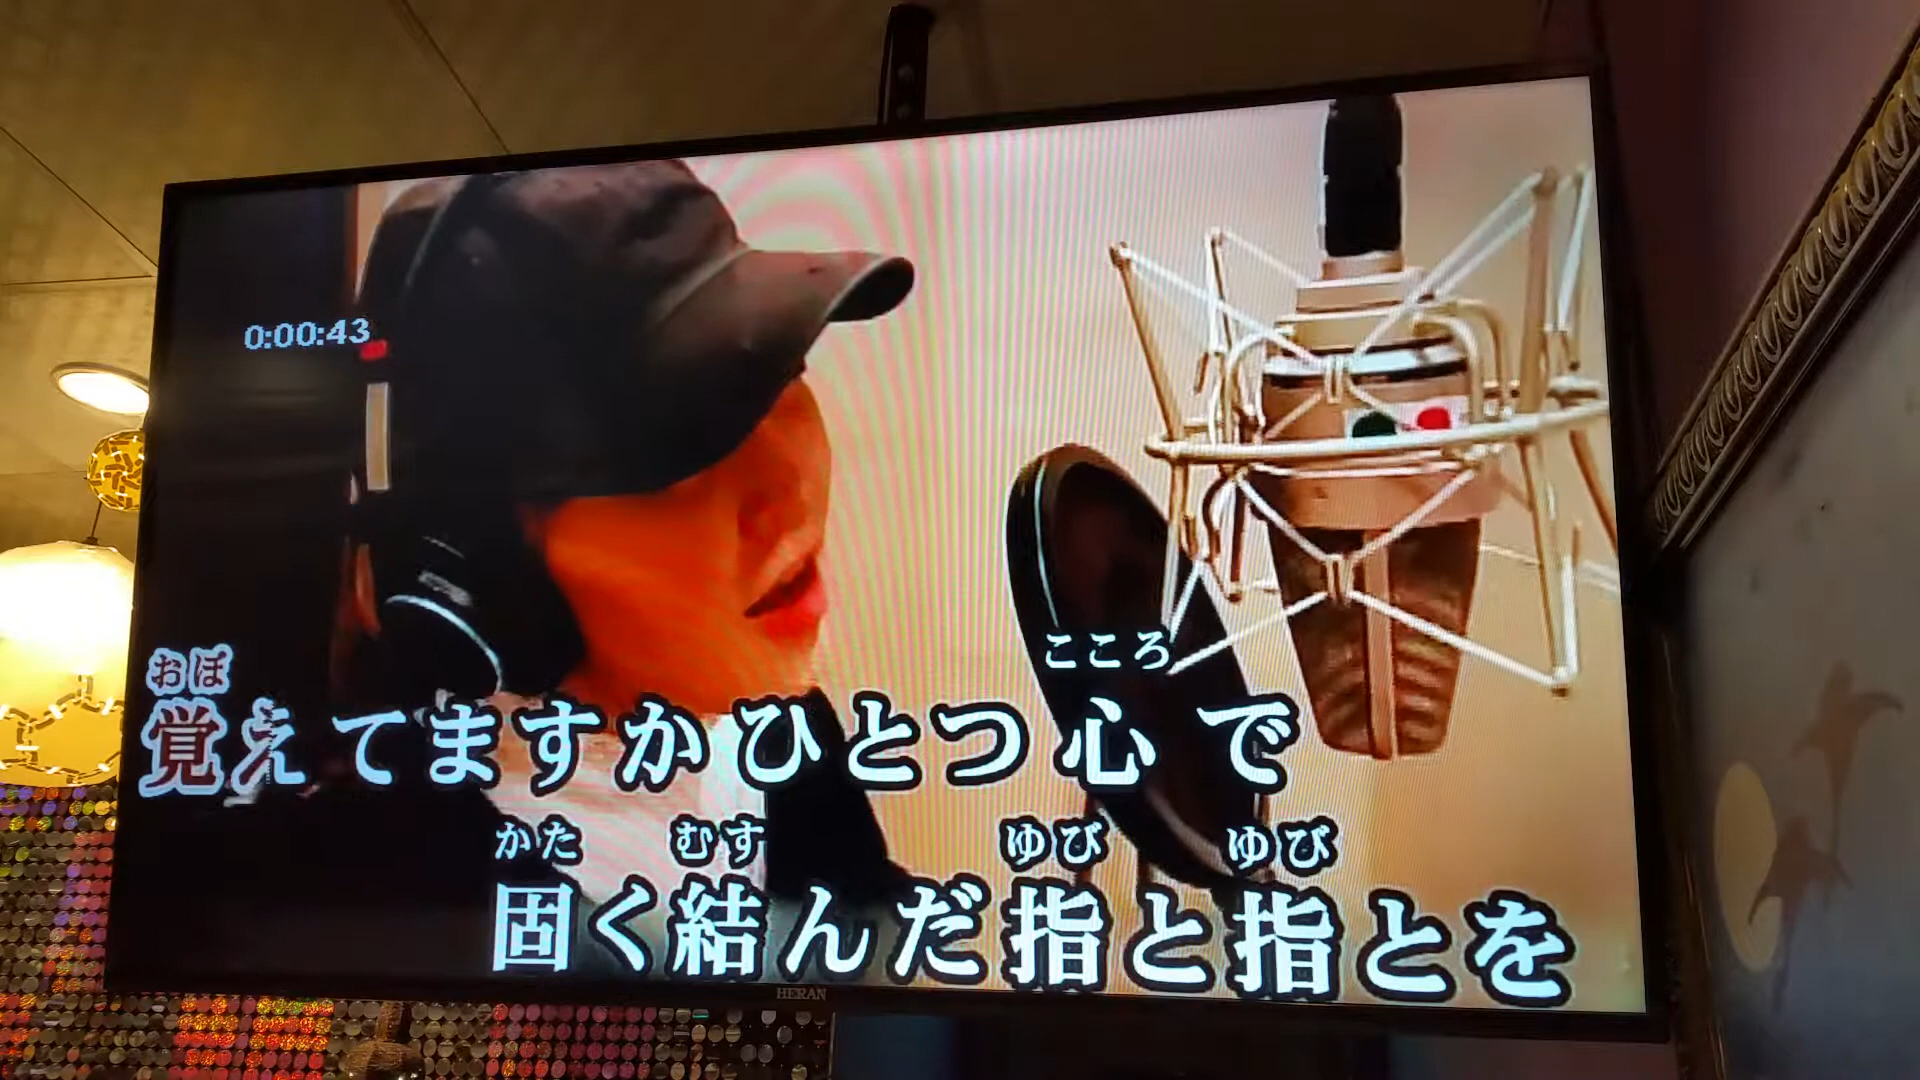 0:00:43
おぼ こころ
覚えてますかひとつ心で
かた むす ゆび ゆび
固く結んだ指と指とを
HERAN